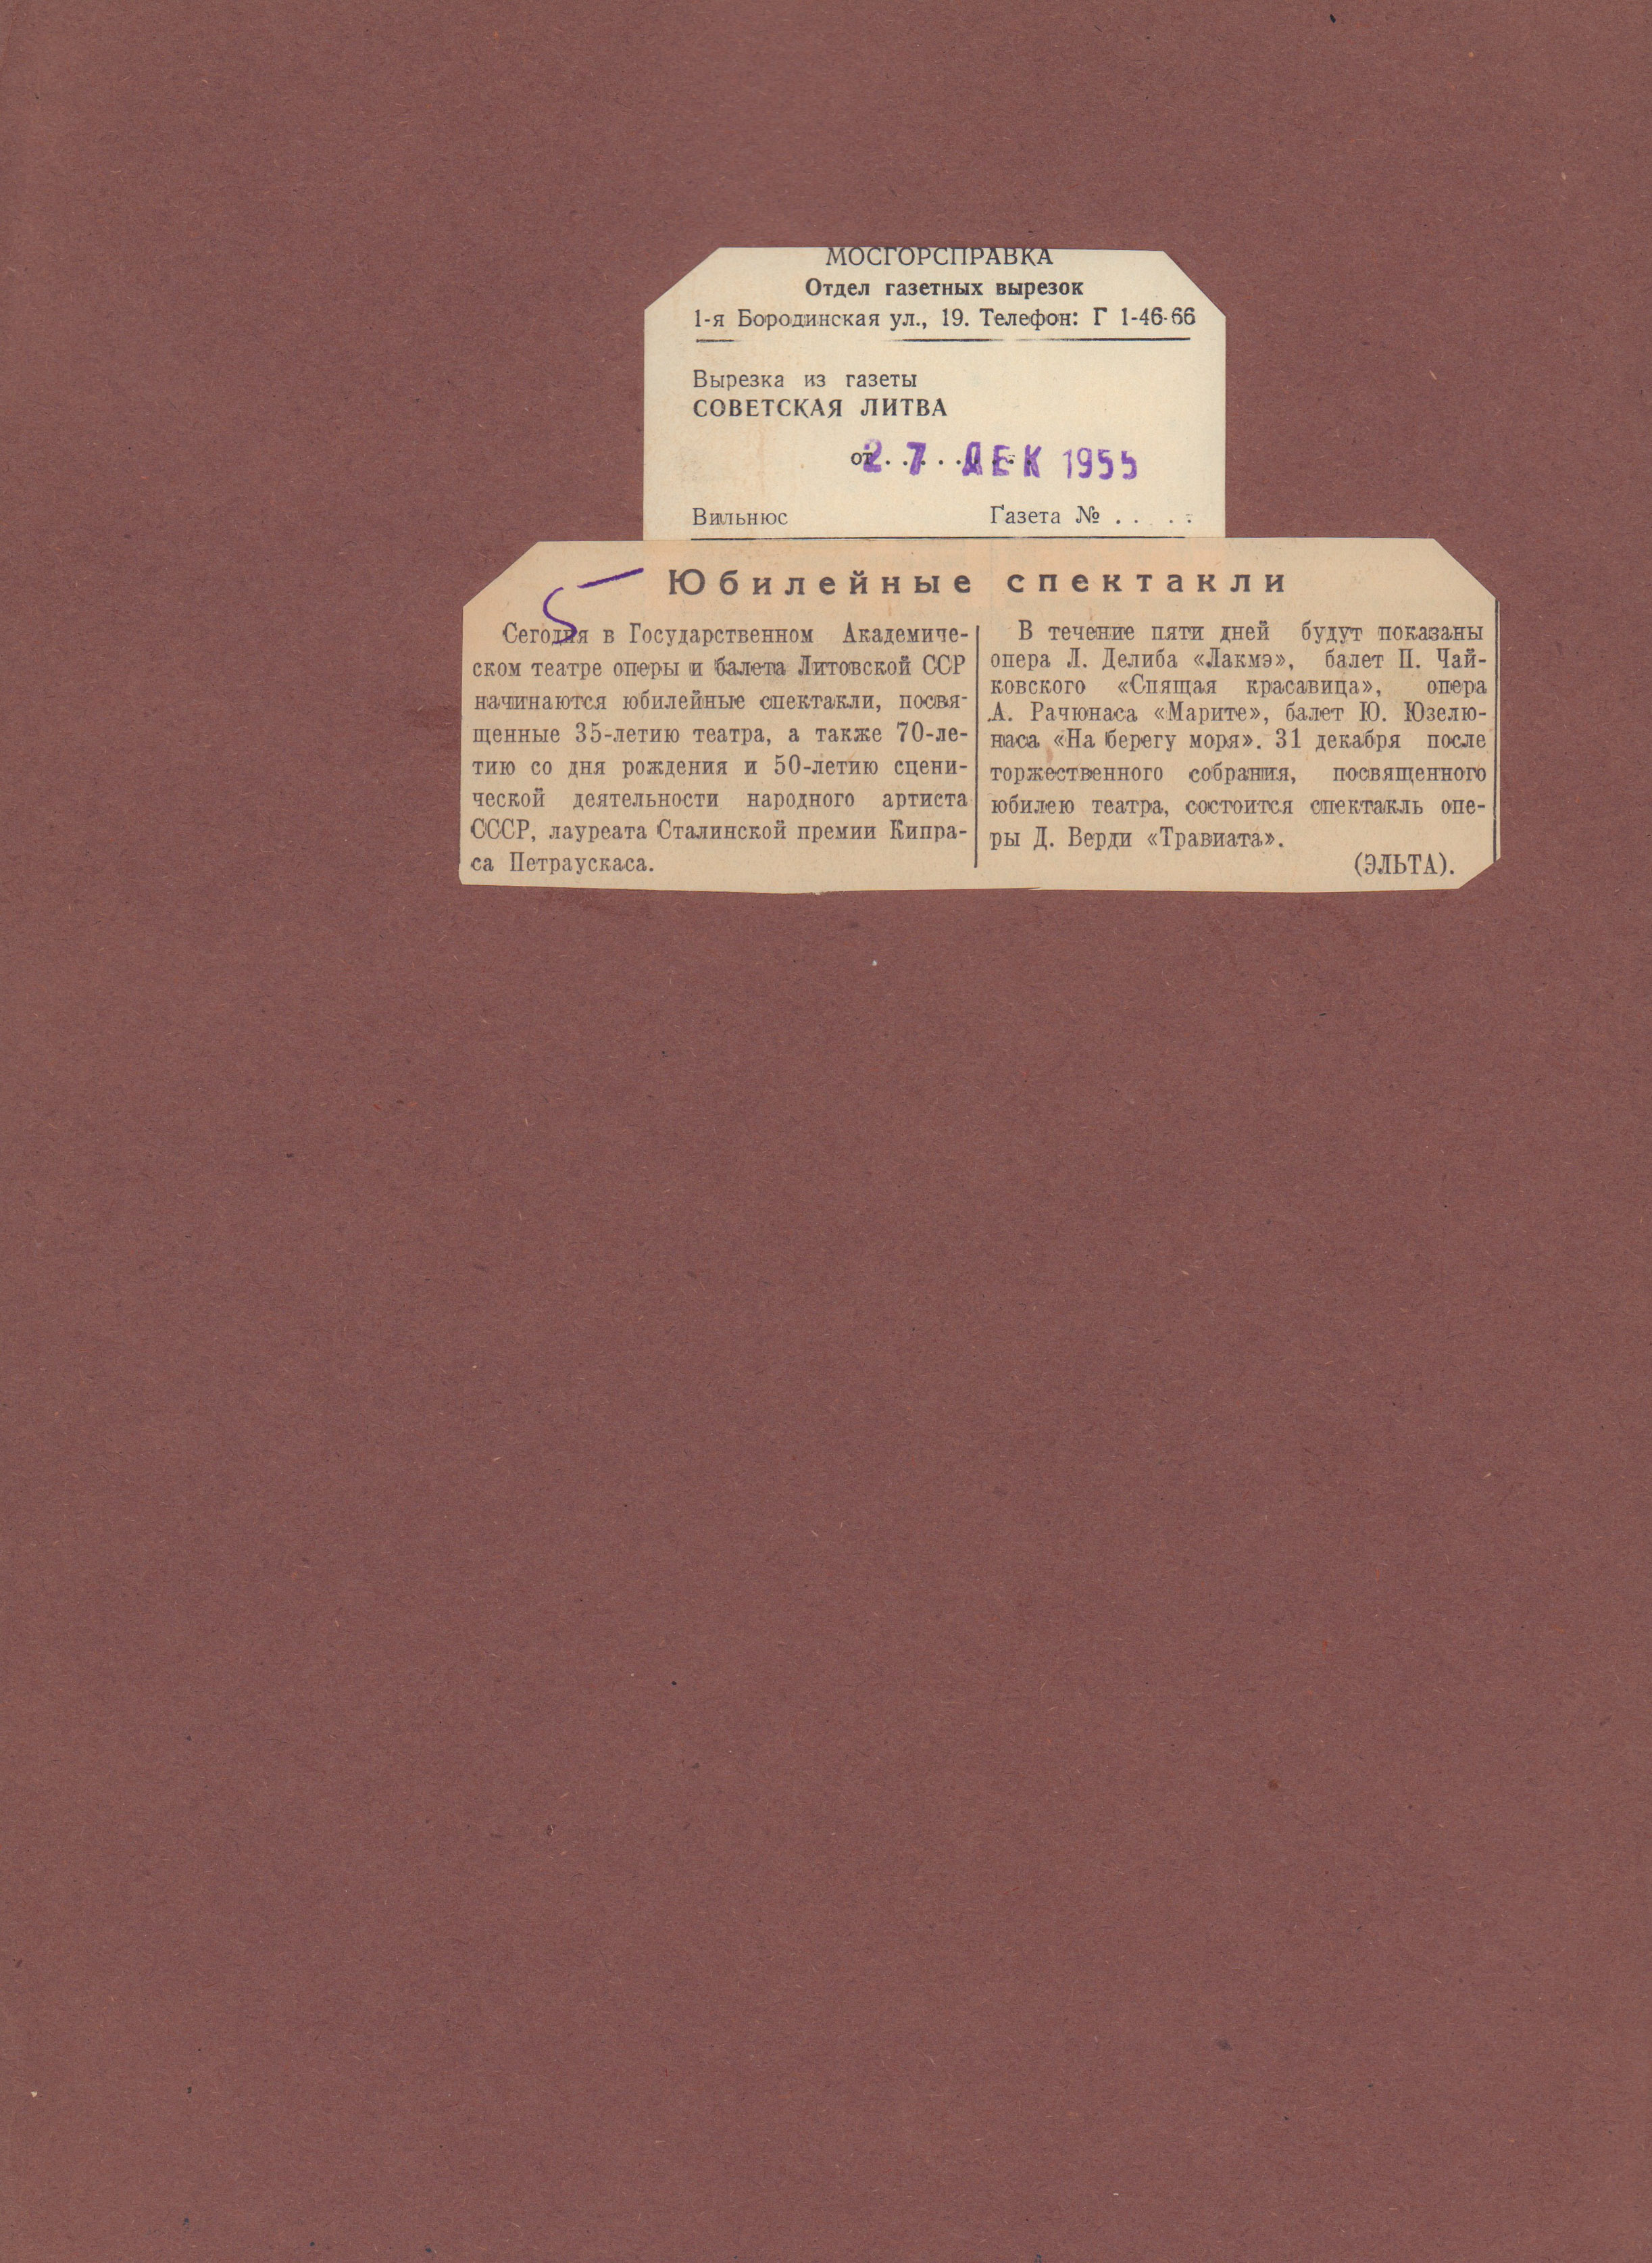 МОСГОРСПРАВКА
Отдел газетных вырезок
1-я Бородинская ул., 19. Телефон: Г 1-46-66
Вырезка из газеты
СОВЕТСКАЯ ЛИТВА
от 27 ДЕК 1955
Вильнюс Газета № . . . . .
5
Юбилейные спектакли
Сегодня в Государственном Академиче-
ском театре оперы и балета Литовской ССР
начинаются юбилейные спектакли, посвя-
щенные 35-летию театра, а также 70-ле-
тию со дня рождения и 50-летию сцени-
ческой деятельности народного артиста
СССР, лауреата Сталинской премии Кипра-
са Петраускаса.
В течение пяти дней будут показаны
опера Л. Делиба «Лакмэ», балет П. Чай-
ковского «Спящая красавица», опера
А. Рачюнаса «Марите», балет Ю. Юзелю-
наса «На берегу моря». 31 декабря после
торжественного собрания, посвященного
юбилею театра, состоится спектакль опе-
ры Д. Верди «Травиата».
(ЭЛЬТА).